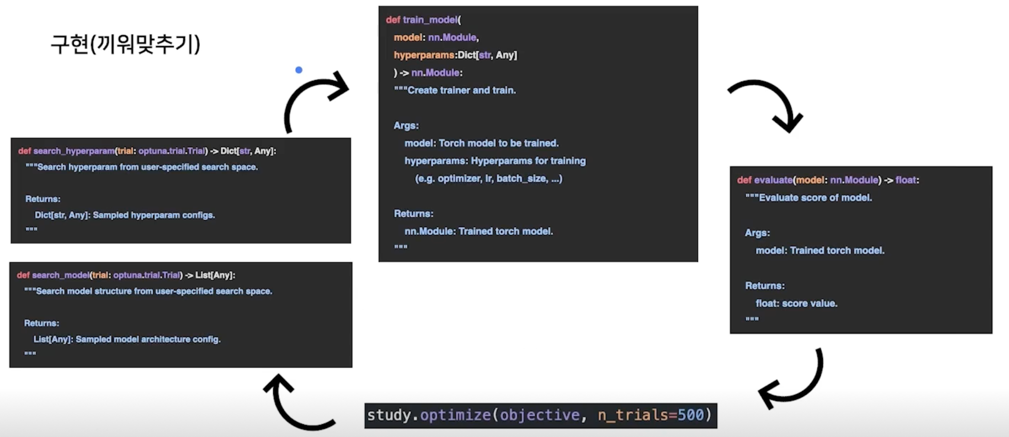 구현(끼워맞추기)
def search_hyperparam(trial: optuna.trial.Trial) -> Dict[str, Any]:
"""Search hyperparam from user-specified search space.
Returns:
Dict[str, Any]: Sampled hyperparam configs.
"""
def search_model(trial: optuna.trial.Trial) -> List[Any]:
"""Search model structure from user-specified search space.
Returns:
List[Any]: Sampled model architecture config.
"""
def train_model(
model: nn.Module,
hyperparams:Dict[str, Any]
) -> nn.Module:
"""Create trainer and train.
Args:
model: Torch model to be trained.
hyperparams: Hyperparams for training
(e.g. optimizer, lr, batch_size, ...)
Returns:
nn.Module: Trained torch model.
"""
def evaluate(model: nn.Module) -> float:
"""Evaluate score of model.
Args:
model: Trained torch model.
Returns:
float: score value.
"""
study.optimize(objective, n_trials=500)